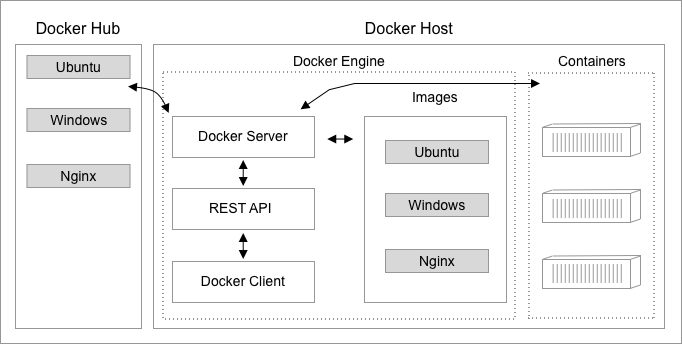 Docker Hub
Ubuntu
Windows
Nginx
Docker Host
Docker Engine
Docker Server
REST API
Docker Client
Images
Ubuntu
Windows
Nginx
Containers